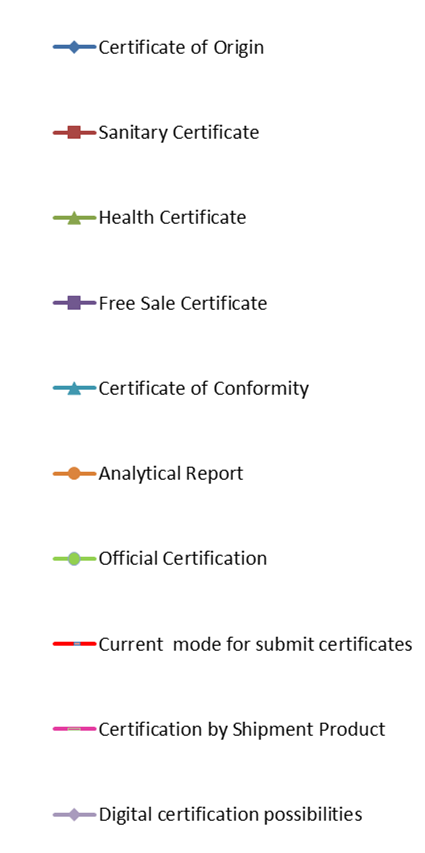 Certificate of Origin
Sanitary Certificate
Health Certificate
Free Sale Certificate
Certificate of Conformity
Analytical Report
Official Certification
Current  mode for submit certificates
Certification by Shipment Product
Digital certification possibilities